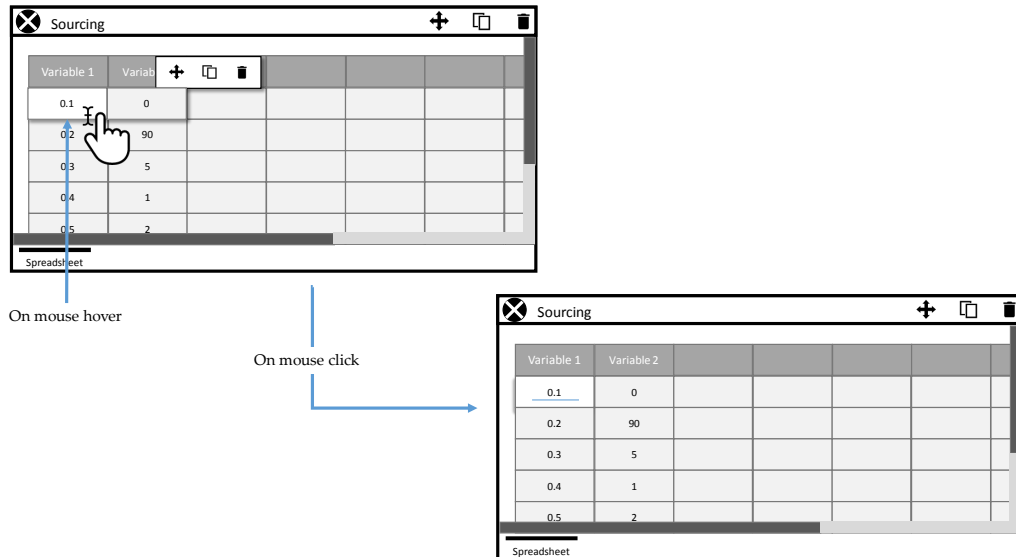 Sourcing
Variable 1 Variab
0.1 0
0.2 90
0.3 5
0.4 1
0.5 2
Spreadsheet
On mouse hover
On mouse click
Sourcing
Variable 1 Variable 2
0.1 0
0.2 90
0.3 5
0.4 1
0.5 2
Spreadsheet